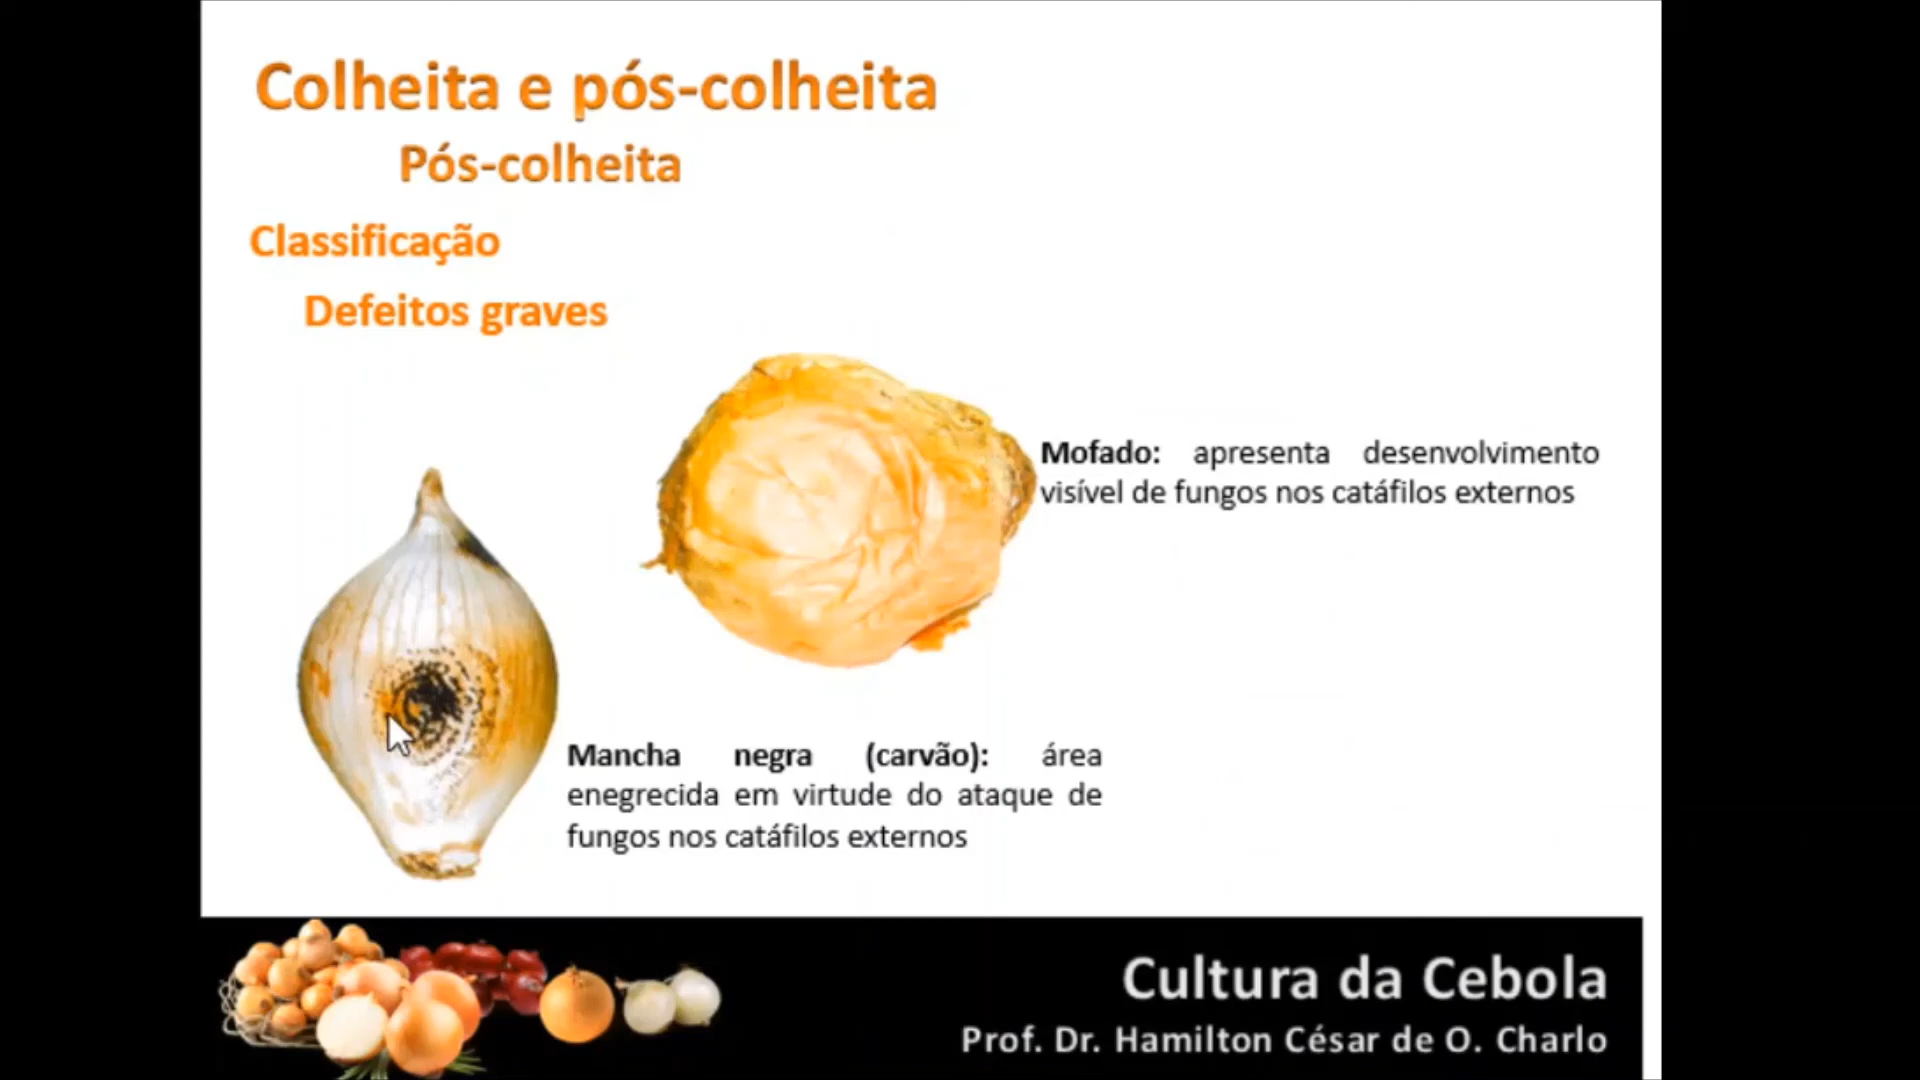 Colheita e pós-colheita
Pós-colheita
Classificação
Defeitos graves
Mofado: apresenta desenvolvimento
visível de fungos nos catáfilos externos
Mancha negra (carvão): área
enegrecida em virtude do ataque de
fungos nos catáfilos externos
Cultura da Cebola
Prof. Dr. Hamilton César de O. Charlo